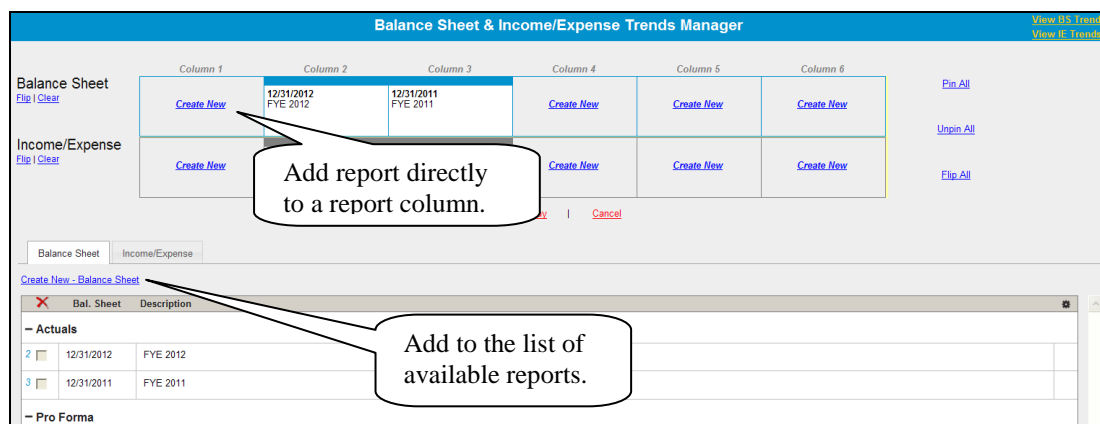 Balance Sheet & Income/Expense Trends Manager
View BS Trend
View IE Trends
Column 1 Column 2 Column 3 Column 4 Column 5 Column 6
Balance Sheet
Flip | Clear
Create New
12/31/2012
FYE 2012
12/31/2011
FYE 2011
Create New Create New Create New
Pin All
Unpin All
Income/Expense
Flip | Clear
Create New
Create New Create New Create New
Flip All
Add report directly
to a report column.
| Cancel
Balance Sheet Income/Expense
Create New - Balance Sheet
Bal. Sheet Description
− Actuals
2 12/31/2012 FYE 2012
3 12/31/2011 FYE 2011
Add to the list of
available reports.
− Pro Forma